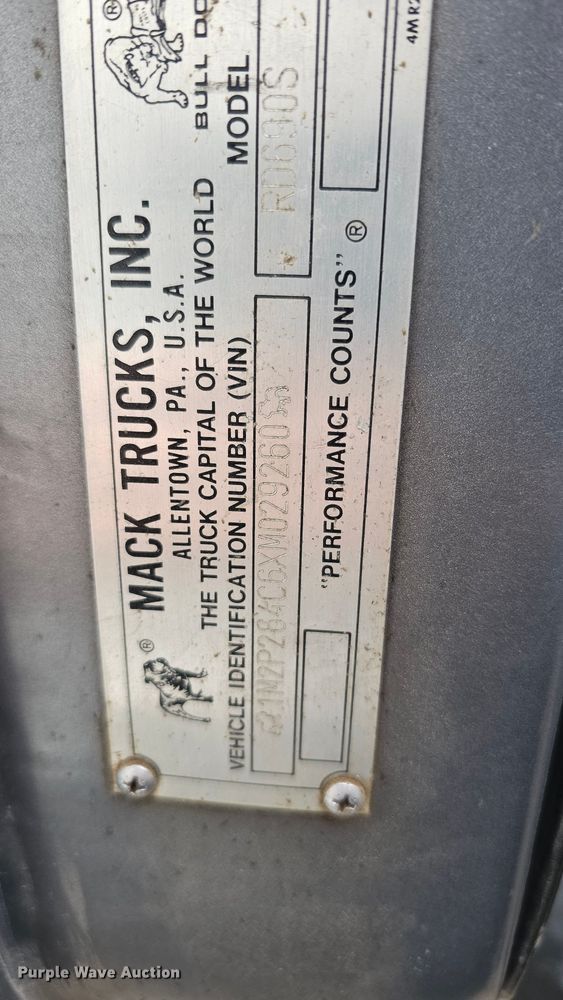 ®
MACK TRUCKS, INC.
ALLENTOWN, PA., U.S.A.
THE TRUCK CAPITAL OF THE WORLD
®
BULL
VEHICLE IDENTIFICATION NUMBER (VIN)
MODEL
1M2P264C6XM029260
RD690S
"PERFORMANCE COUNTS" ®
Purple Wave Auction